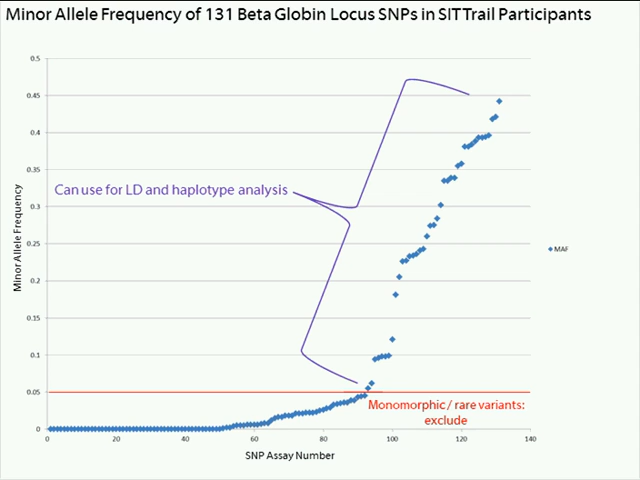 Minor Allele Frequency of 131 Beta Globin Locus SNPs in SITTrail Participants
0.5
0.45
0.4
0.35
0.3
0.25
0.2
0.15
0.1
0.05
0
Minor Allele Frequency
Can use for LD and haplotype analysis
MAF
Monomorphic / rare variants:
exclude
0 20 40 60 80 100 120 140
SNP Assay Number